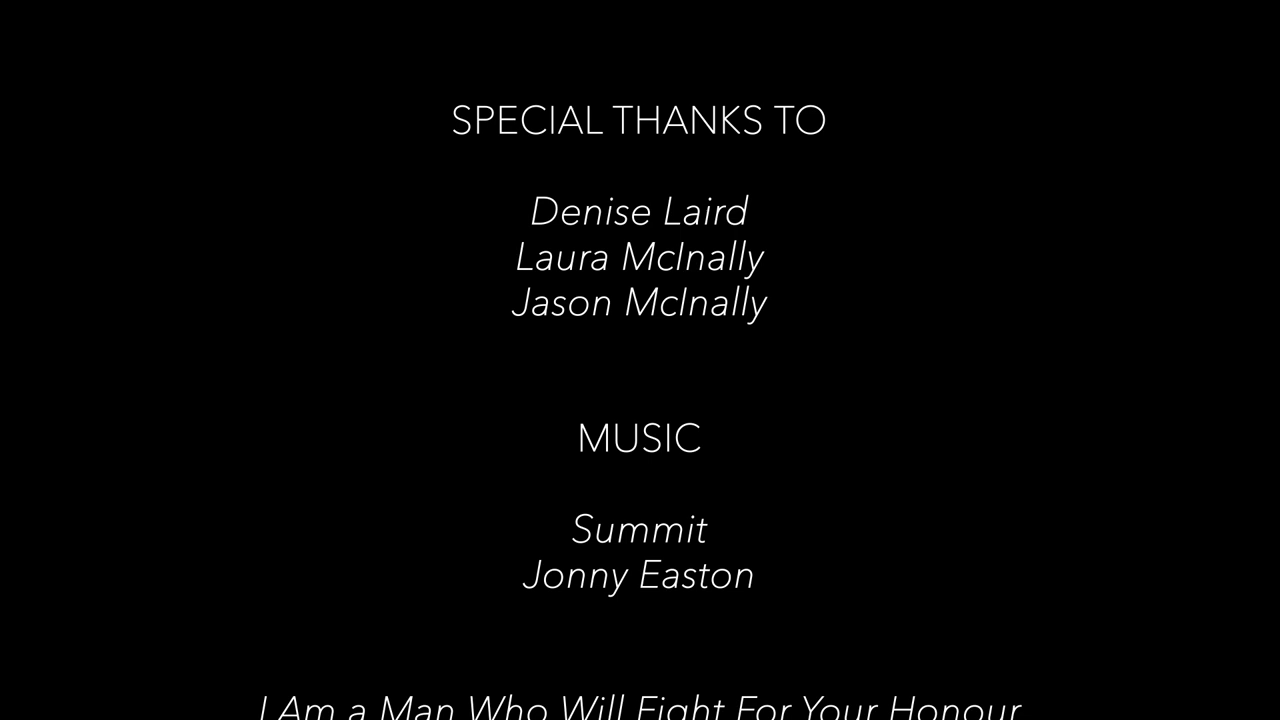 SPECIAL THANKS TO
Denise Laird
Laura McInally
Jason McInally
MUSIC
Summit
Jonny Easton
I Am a Man Who Will Fight For Your Honour